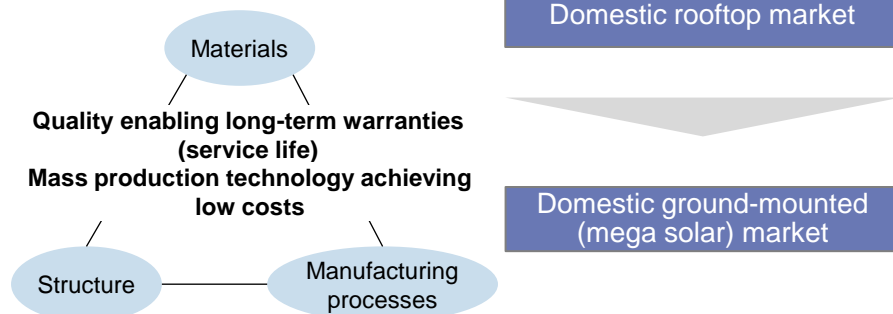 Materials
Quality enabling long-term warranties
(service life)
Mass production technology achieving
low costs
Structure
Manufacturing
processes
Domestic rooftop market
Domestic ground-mounted
(mega solar) market